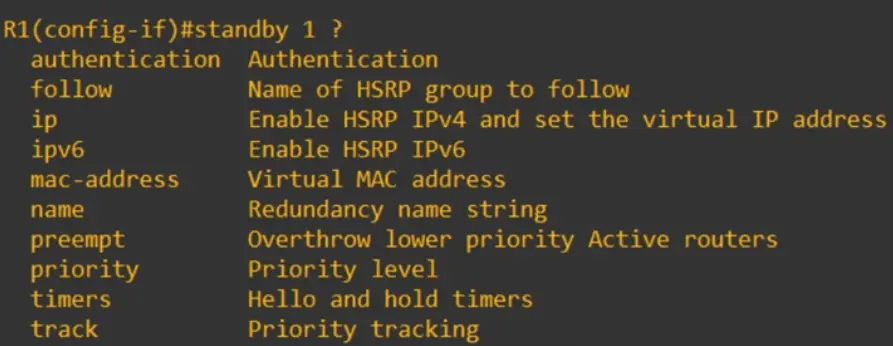 R1(config-if)#standby 1 ?
authentication Authentication
follow Name of HSRP group to follow
ip Enable HSRP IPv4 and set the virtual IP address
ipv6 Enable HSRP IPv6
mac-address Virtual MAC address
name Redundancy name string
preempt Overthrow lower priority Active routers
priority Priority level
timers Hello and hold timers
track Priority tracking